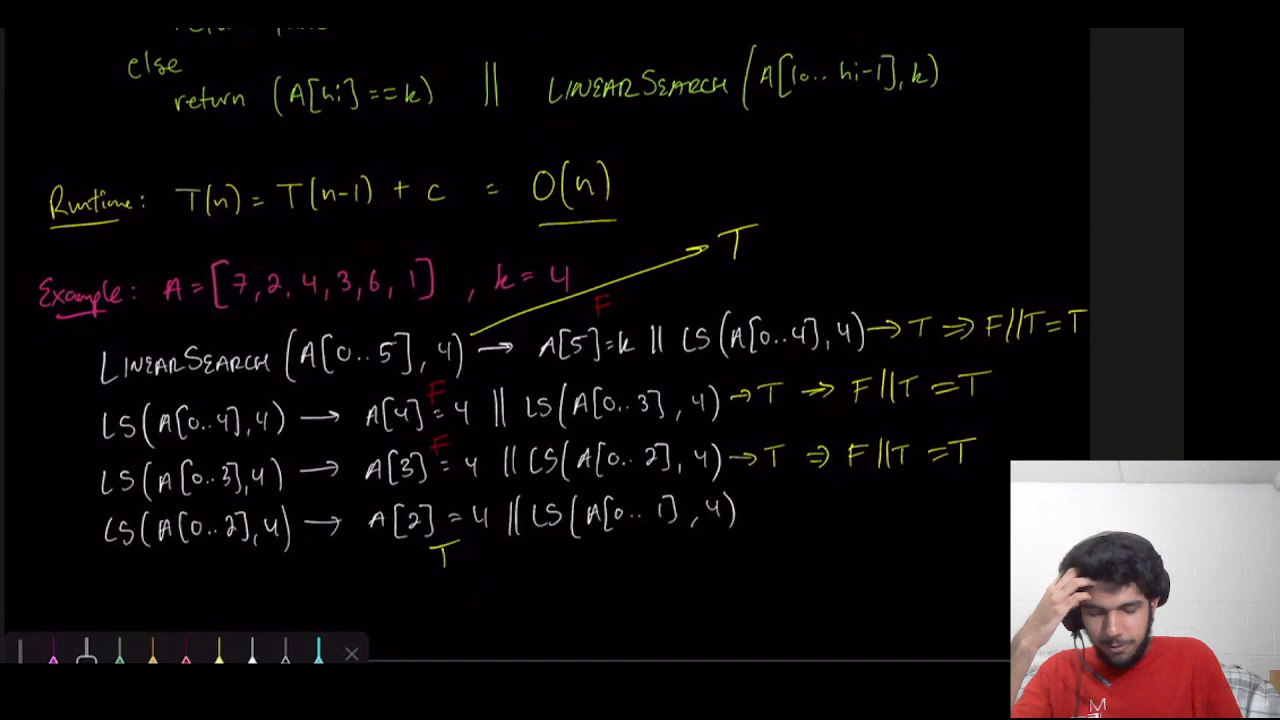 else
return (A[hi] == k) || LINEARSEARCH (A[lo.. hi-1], k)
Runtime: T(n) = T(n-1) + c = O(n)
T
Example: A = [7, 2, 4, 3, 6, 1] , k = 4
F
LINEARSEARCH (A[0..5], 4) → A[5]=k || LS(A[0..4], 4) → T ⇒ F||T = T
F
LS(A[0..4], 4) → A[4] = 4 || LS(A[0..3], 4) → T ⇒ F||T = T
F
LS(A[0..3], 4) → A[3] = 4 || LS(A[0..2], 4) → T ⇒ F||T = T
LS(A[0..2], 4) → A[2] = 4 || LS(A[0..1], 4)
T
M